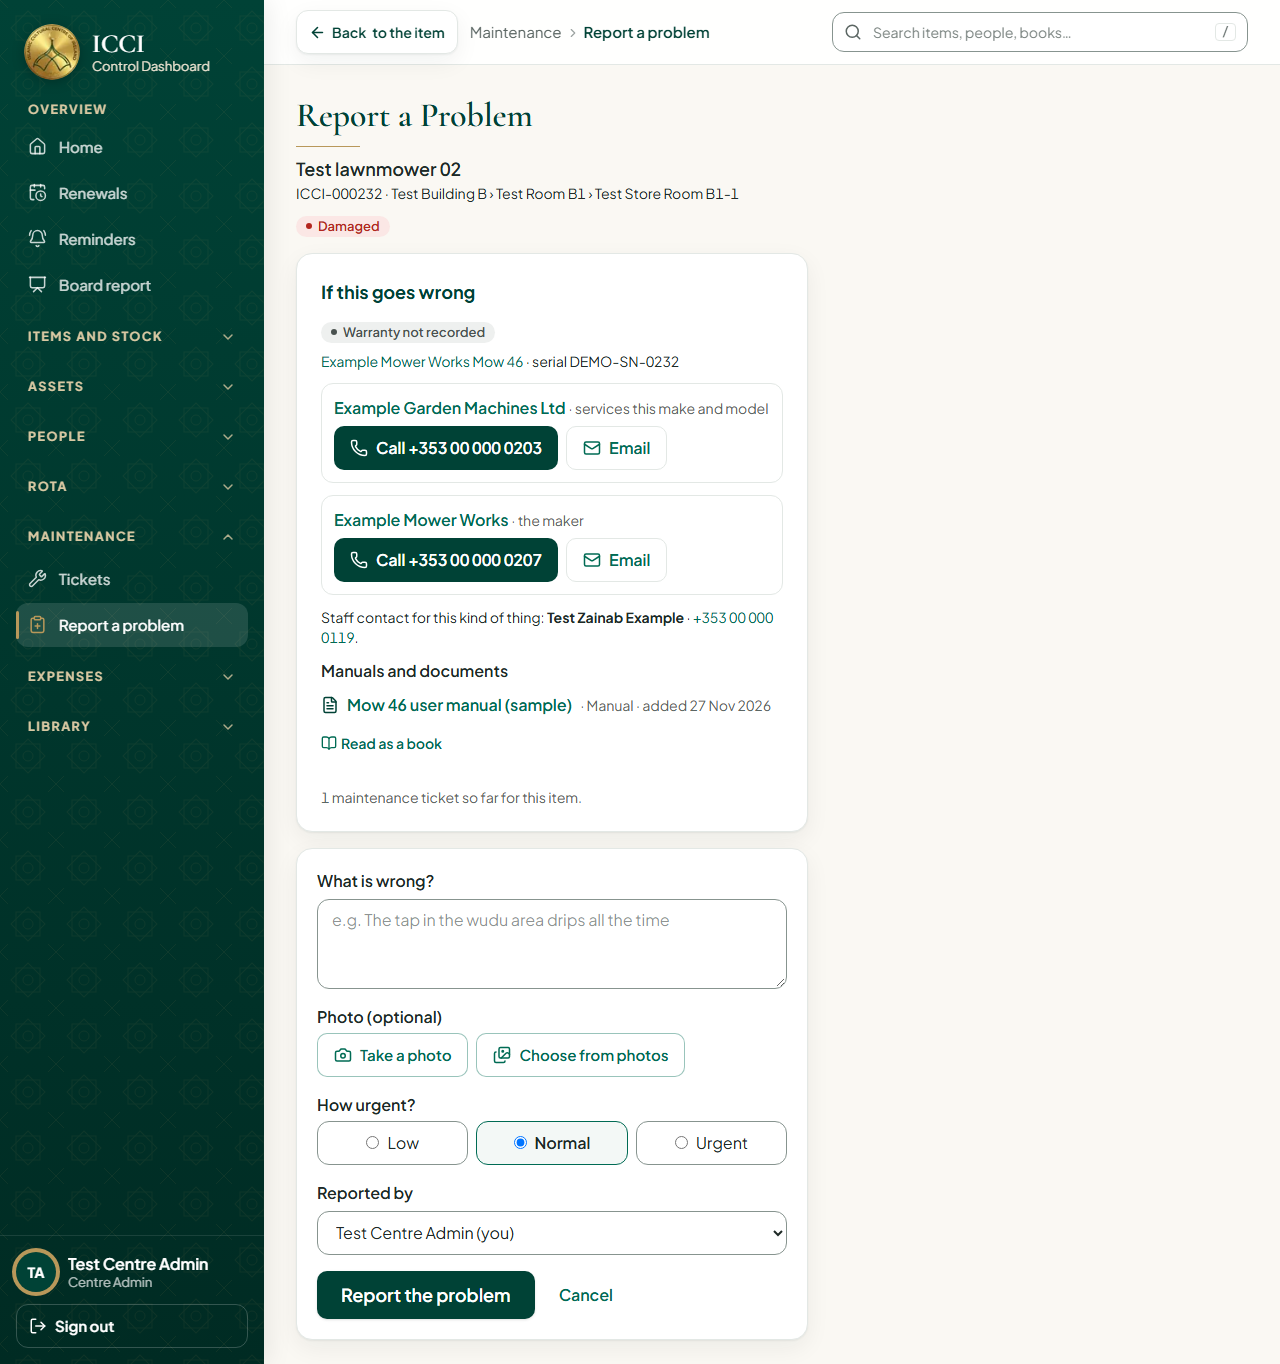 ICCI
Control Dashboard
OVERVIEW
Home
Renewals
Reminders
Board report
ITEMS AND STOCK
ASSETS
PEOPLE
ROTA
MAINTENANCE
Tickets
Report a problem
EXPENSES
LIBRARY
TA
Test Centre Admin
Centre Admin
Sign out
Back to the item
Maintenance › Report a problem
Search items, people, books...
/
Report a Problem
Test lawnmower 02
ICCI-000232 · Test Building B › Test Room B1 › Test Store Room B1-1
Damaged
If this goes wrong
Warranty not recorded
Example Mower Works Mow 46 · serial DEMO-SN-0232
Example Garden Machines Ltd · services this make and model
Call +353 00 000 0203
Email
Example Mower Works · the maker
Call +353 00 000 0207
Email
Staff contact for this kind of thing: Test Zainab Example · +353 00 000
0119.
Manuals and documents
Mow 46 user manual (sample) · Manual · added 27 Nov 2026
Read as a book
1 maintenance ticket so far for this item.
What is wrong?
e.g. The tap in the wudu area drips all the time
Photo (optional)
Take a photo
Choose from photos
How urgent?
Low
Normal
Urgent
Reported by
Test Centre Admin (you)
Report the problem
Cancel